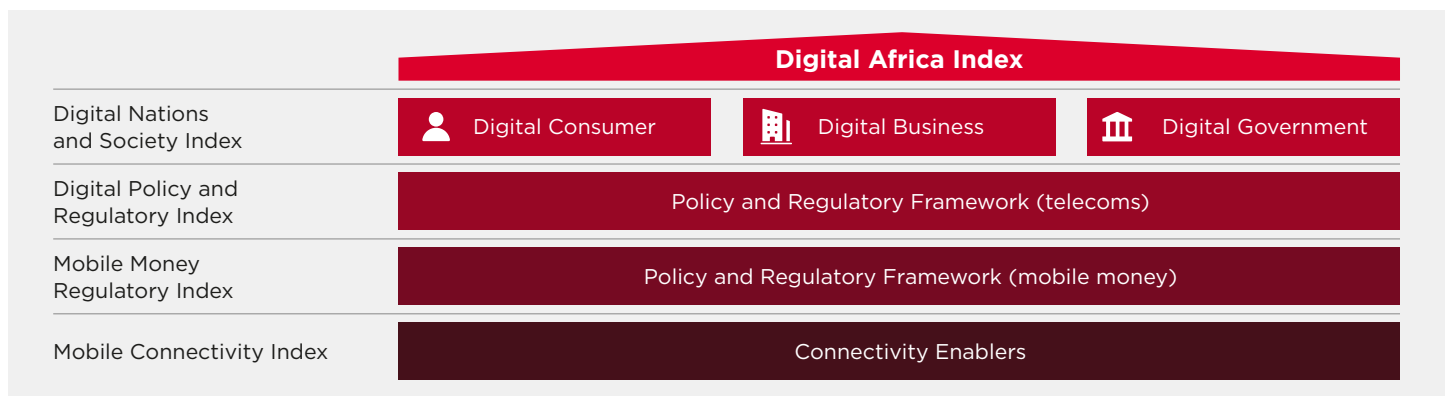 Digital Africa Index
Digital Nations
and Society Index
Digital Consumer
Digital Business
Digital Government
Digital Policy and
Regulatory Index
Policy and Regulatory Framework (telecoms)
Mobile Money
Regulatory Index
Policy and Regulatory Framework (mobile money)
Mobile Connectivity Index
Connectivity Enablers